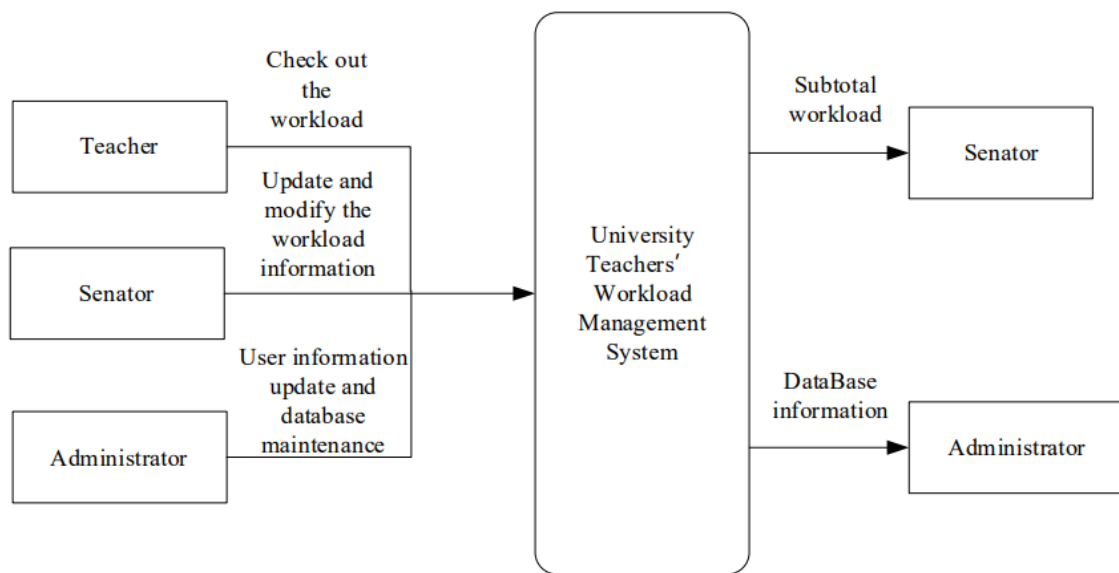 Check out
the
workload
Teacher
Update and
modify the
workload
information
Senator
User information
update and
database
maintenance
Administrator
University
Teachers′
Workload
Management
System
Subtotal
workload
Senator
DataBase
information
Administrator